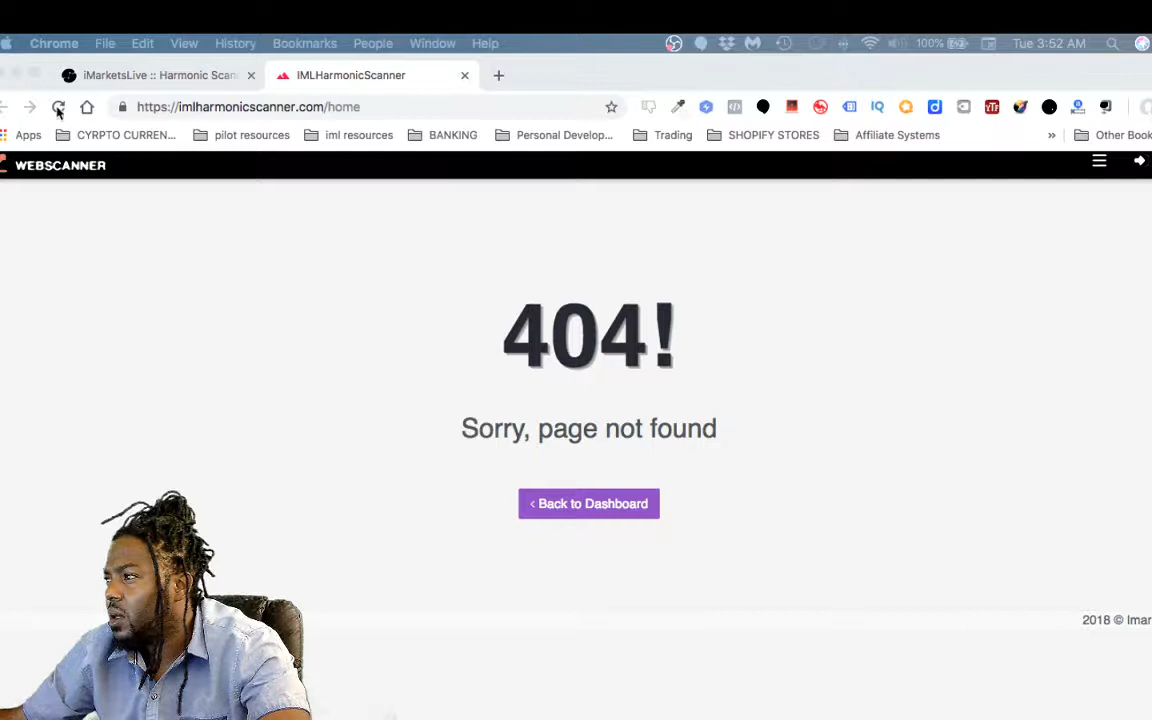 Chrome File Edit View History Bookmarks People Window Help 100% Tue 3:52 AM
iMarketsLive :: Harmonic Scan IMLHarmonicScanner
https://imlharmonicscanner.com/home
Apps CYRPTO CURREN... pilot resources iml resources BANKING Personal Develop... Trading SHOPIFY STORES Affiliate Systems » Other Book
WEBSCANNER
404!
Sorry, page not found
‹ Back to Dashboard
2018 © Imar